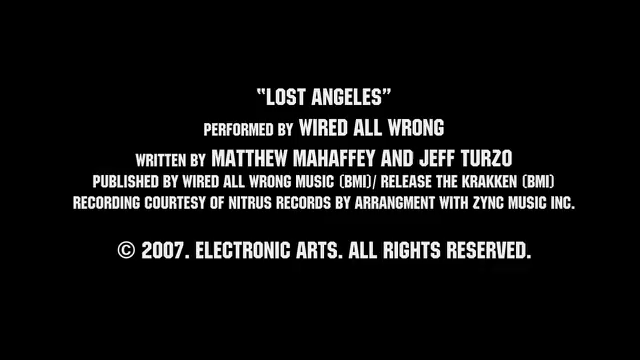 “LOST ANGELES”
PERFORMED BY WIRED ALL WRONG
WRITTEN BY MATTHEW MAHAFFEY AND JEFF TURZO
PUBLISHED BY WIRED ALL WRONG MUSIC (BMI)/ RELEASE THE KRAKKEN (BMI)
RECORDING COURTESY OF NITRUS RECORDS BY ARRANGMENT WITH ZYNC MUSIC INC.
© 2007. ELECTRONIC ARTS. ALL RIGHTS RESERVED.